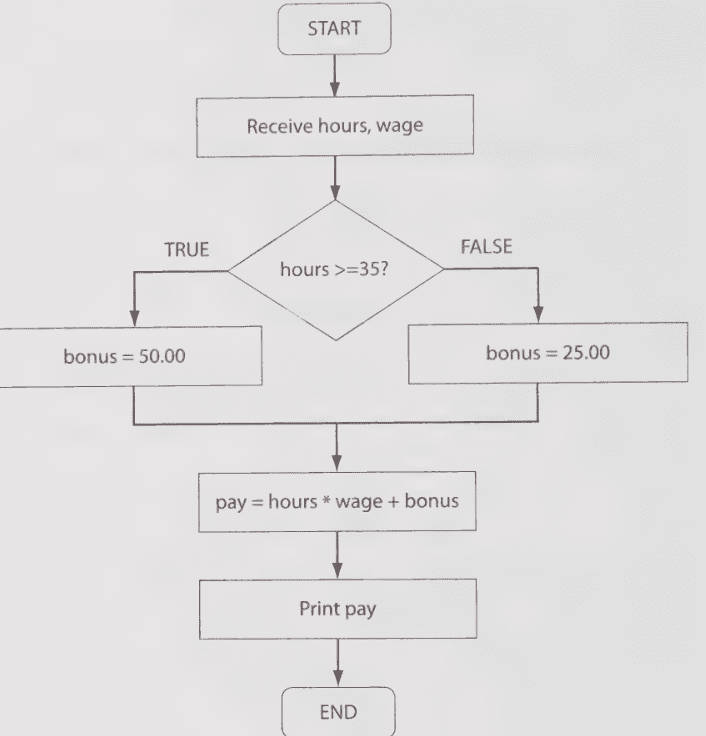 START
Receive hours, wage
TRUE
hours >=35?
FALSE
bonus = 50.00
bonus = 25.00
pay = hours * wage + bonus
Print pay
END